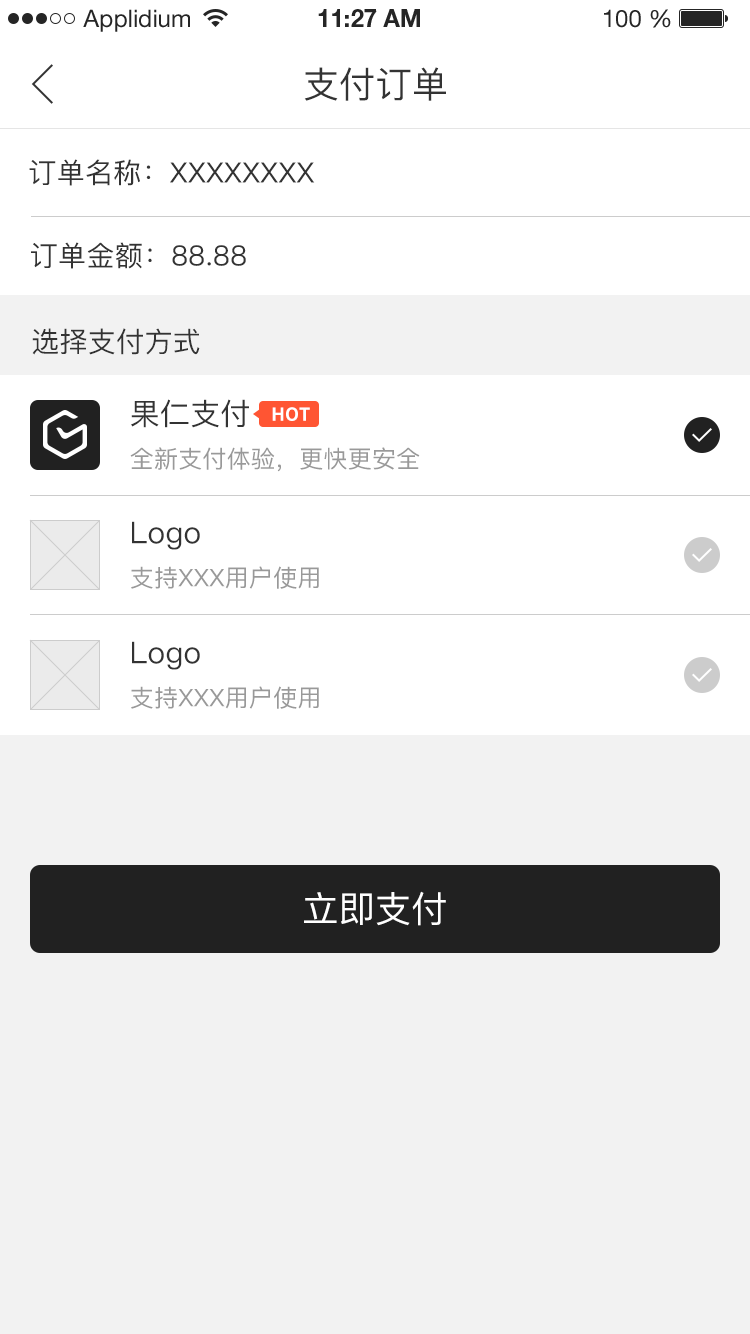 Applidium 11:27 AM 100 %
支付订单
订单名称：XXXXXXXX
订单金额：88.88
选择支付方式
果仁支付 HOT
全新支付体验，更快更安全
Logo
支持XXX用户使用
Logo
支持XXX用户使用
立即支付